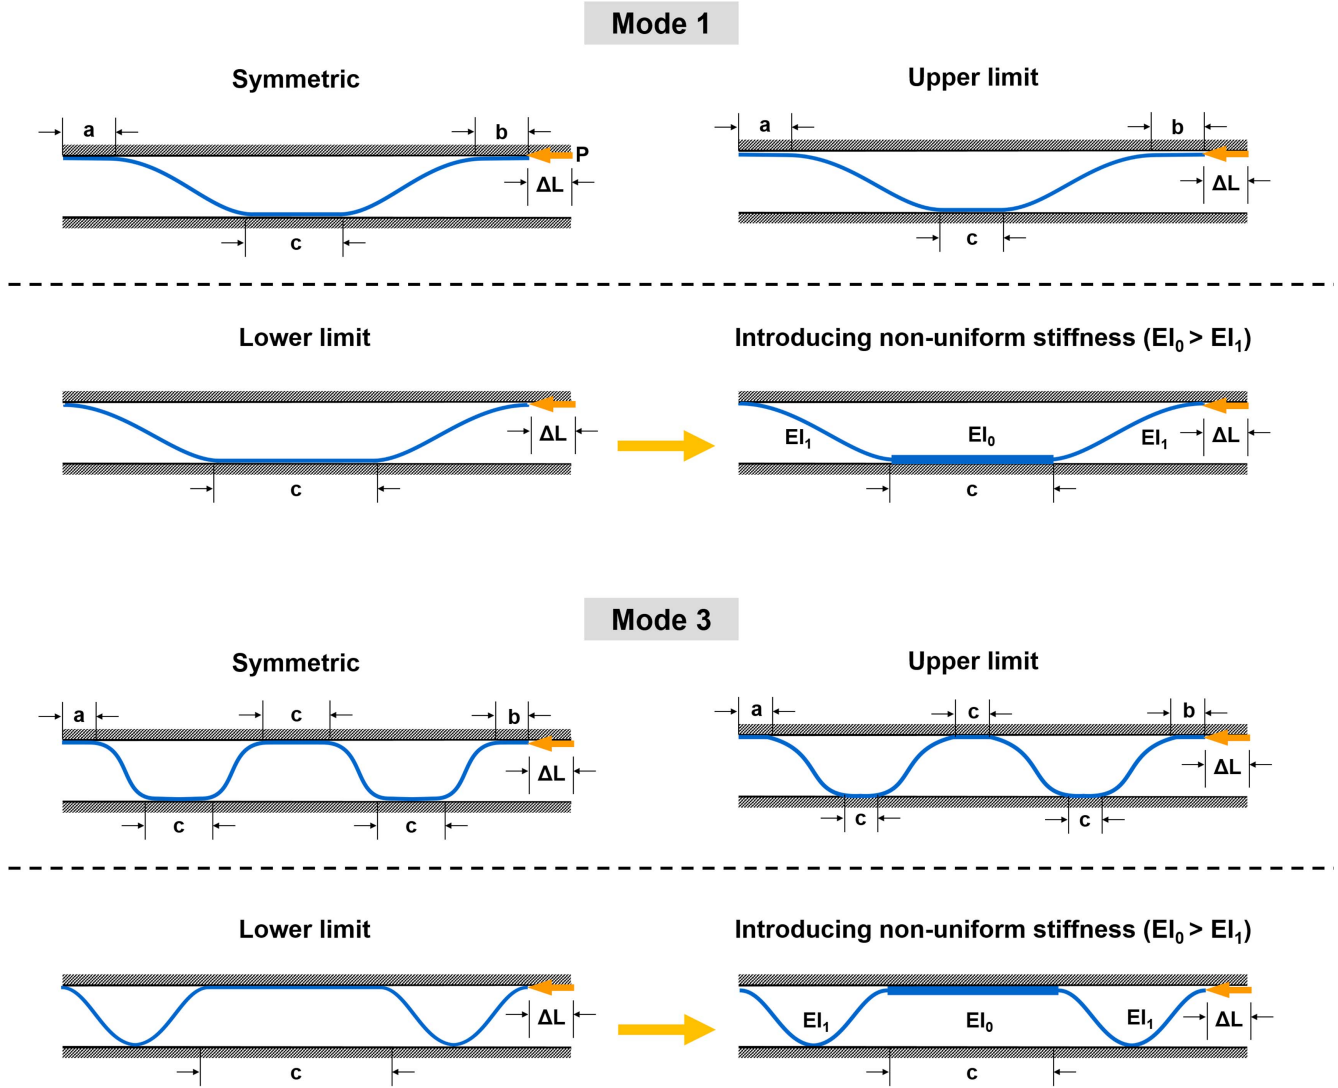 Mode 1
Symmetric
Upper limit
a
b
P
ΔL
c
a
b
ΔL
c
Lower limit
Introducing non-uniform stiffness (EI₀ > EI₁)
ΔL
c
EI₁
EI₀
EI₁
ΔL
c
Mode 3
Symmetric
Upper limit
a
c
b
ΔL
c
c
a
c
b
ΔL
c
c
Lower limit
Introducing non-uniform stiffness (EI₀ > EI₁)
ΔL
c
EI₁
EI₀
EI₁
ΔL
c